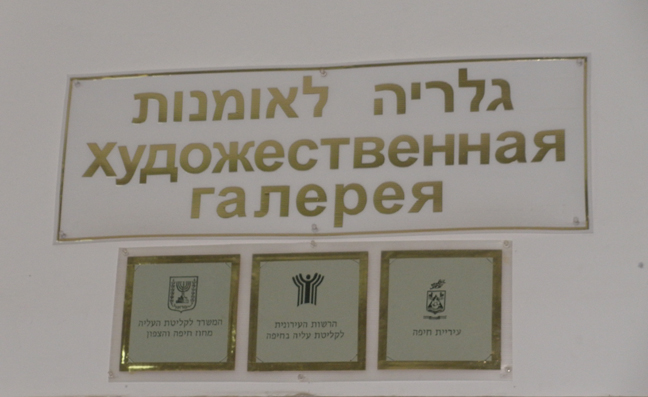 גלריה לאומנות
Художественная
галерея
המשרד לקליטת העליה
מחוז חיפה והצפון
הרשות העירונית
לקליטת עליה בחיפה
עיריית חיפה